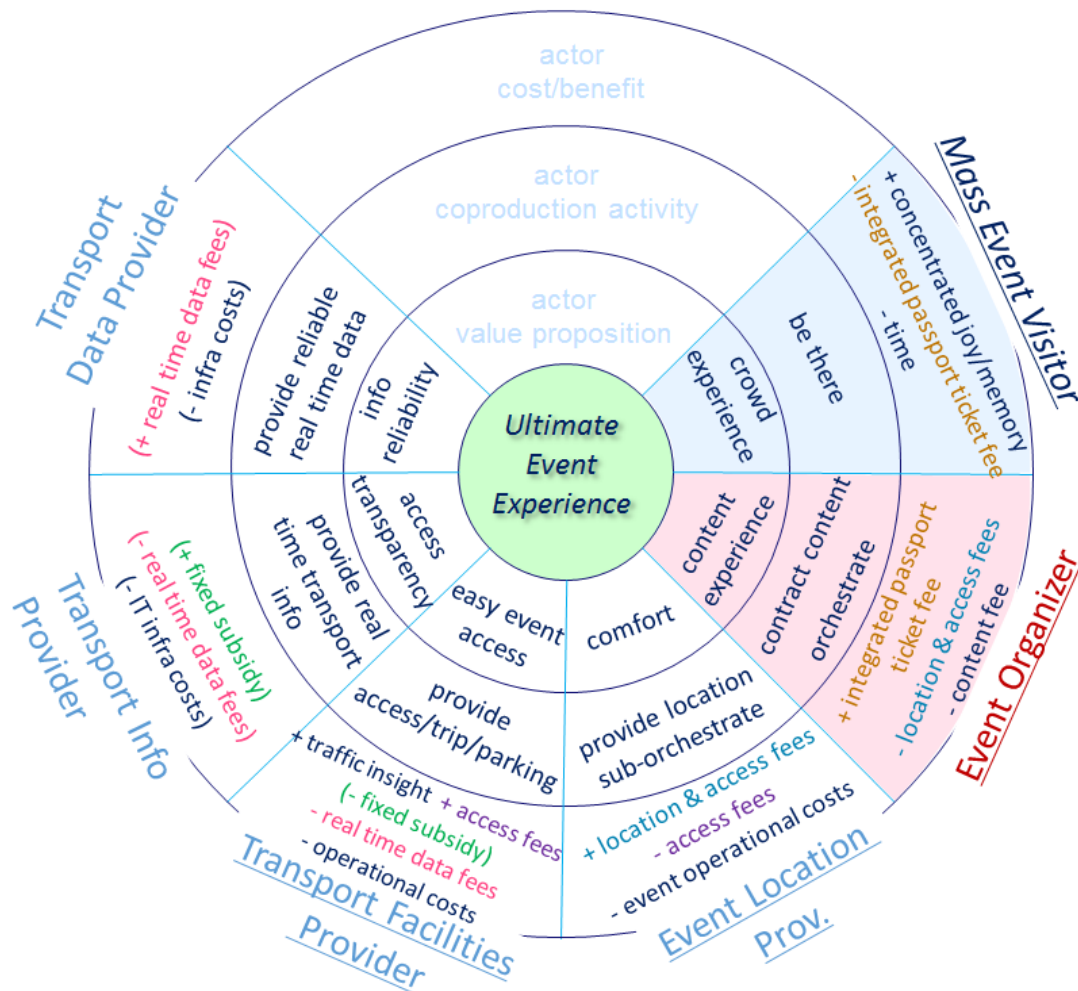 actor
cost/benefit
actor
coproduction activity
actor
value proposition
Ultimate
Event
Experience
Mass Event Visitor
+ concentrated joy/memory
- integrated passport ticket fee
- time
be there
crowd
experience
Event Organizer
content
experience
contract content
orchestrate
+ integrated passport
ticket fee
- location & access fees
- content fee
Event Location
Prov.
comfort
provide location
sub-orchestrate
+ location & access fees
- access fees
- event operational costs
Transport Facilities
Provider
easy event
access
provide
access/trip/parking
+ traffic insight + access fees
(- fixed subsidy)
- real time data fees
- operational costs
Transport Info
Provider
access
transparency
provide real
time transport
info
(+ fixed subsidy)
(- real time data fees)
(- IT infra costs)
Transport
Data Provider
info
reliability
provide reliable
real time data
(+ real time data fees)
(- infra costs)